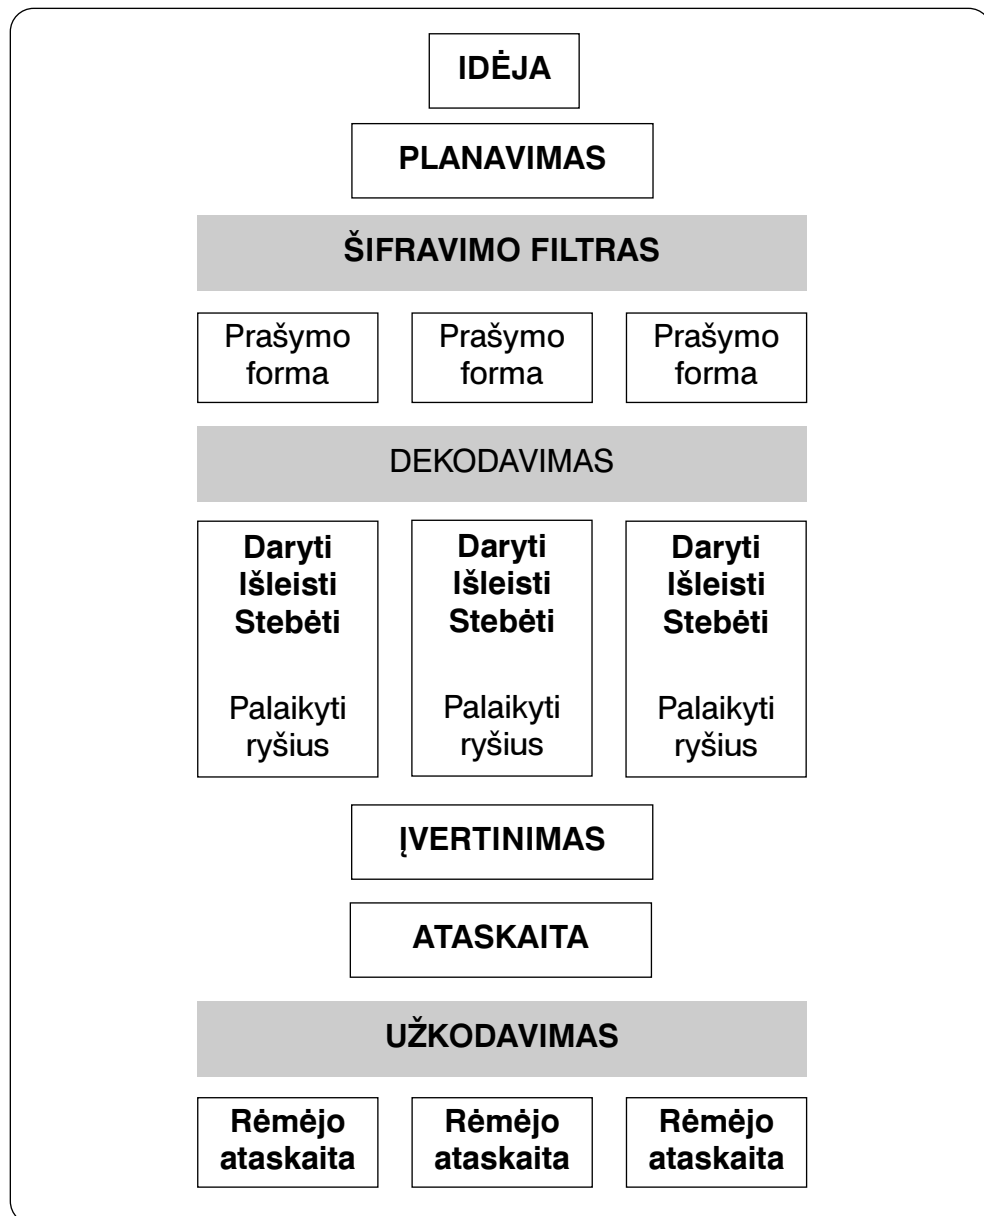 IDĖJA
PLANAVIMAS
ŠIFRAVIMO FILTRAS
Prašymo
forma
Prašymo
forma
Prašymo
forma
DEKODAVIMAS
Daryti
Išleisti
Stebėti
Palaikyti
ryšius
Daryti
Išleisti
Stebėti
Palaikyti
ryšius
Daryti
Išleisti
Stebėti
Palaikyti
ryšius
ĮVERTINIMAS
ATASKAITA
UŽKODAVIMAS
Rėmėjo
ataskaita
Rėmėjo
ataskaita
Rėmėjo
ataskaita